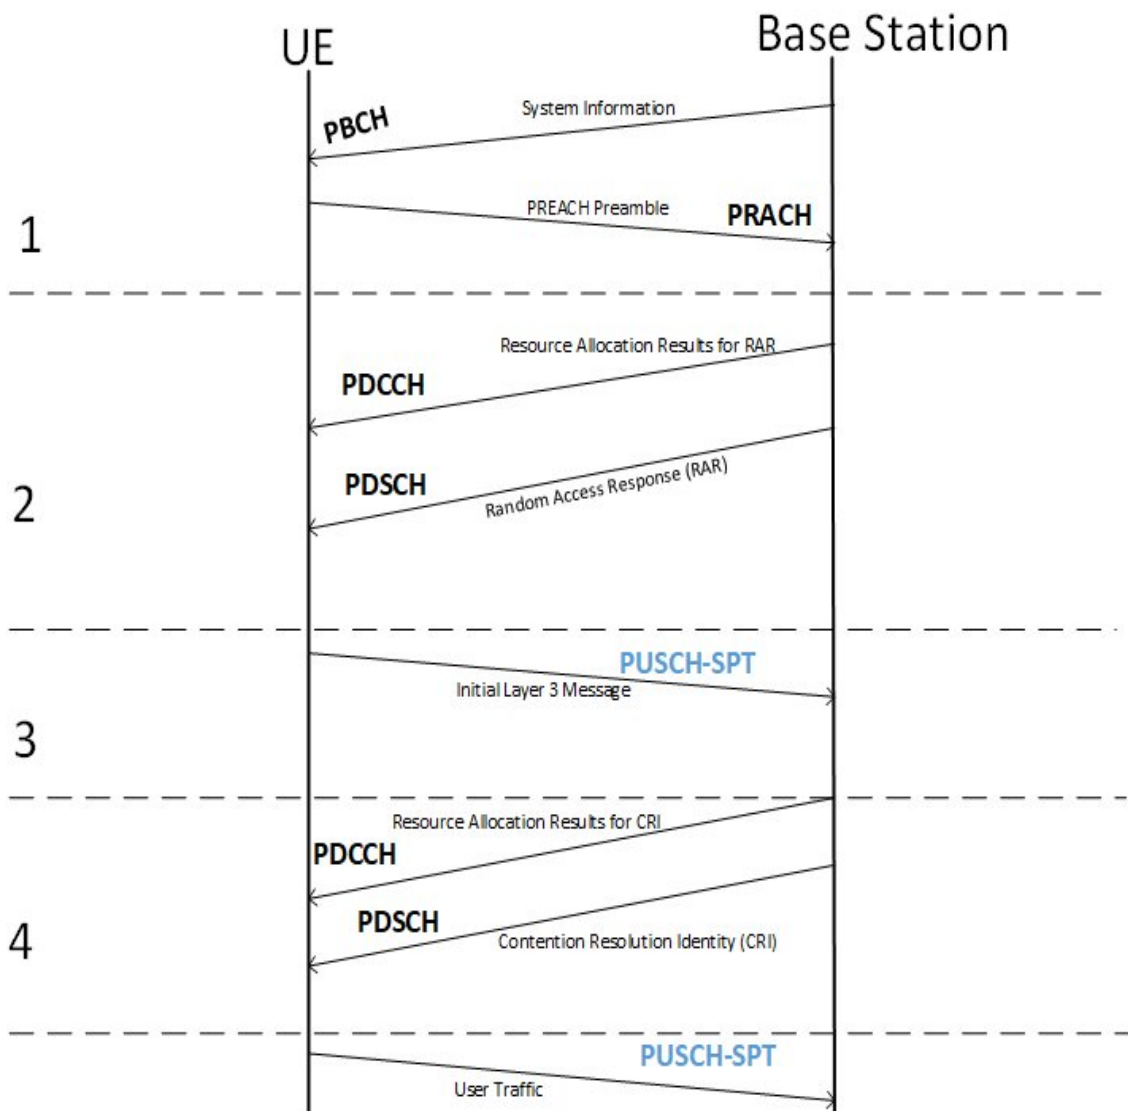 UE
Base Station
System Information
PBCH
PREACH Preamble
PRACH
1
Resource Allocation Results for RAR
PDCCH
PDSCH
Random Access Response (RAR)
2
PUSCH-SPT
Initial Layer 3 Message
3
Resource Allocation Results for CRI
PDCCH
PDSCH
Contention Resolution Identity (CRI)
4
PUSCH-SPT
User Traffic